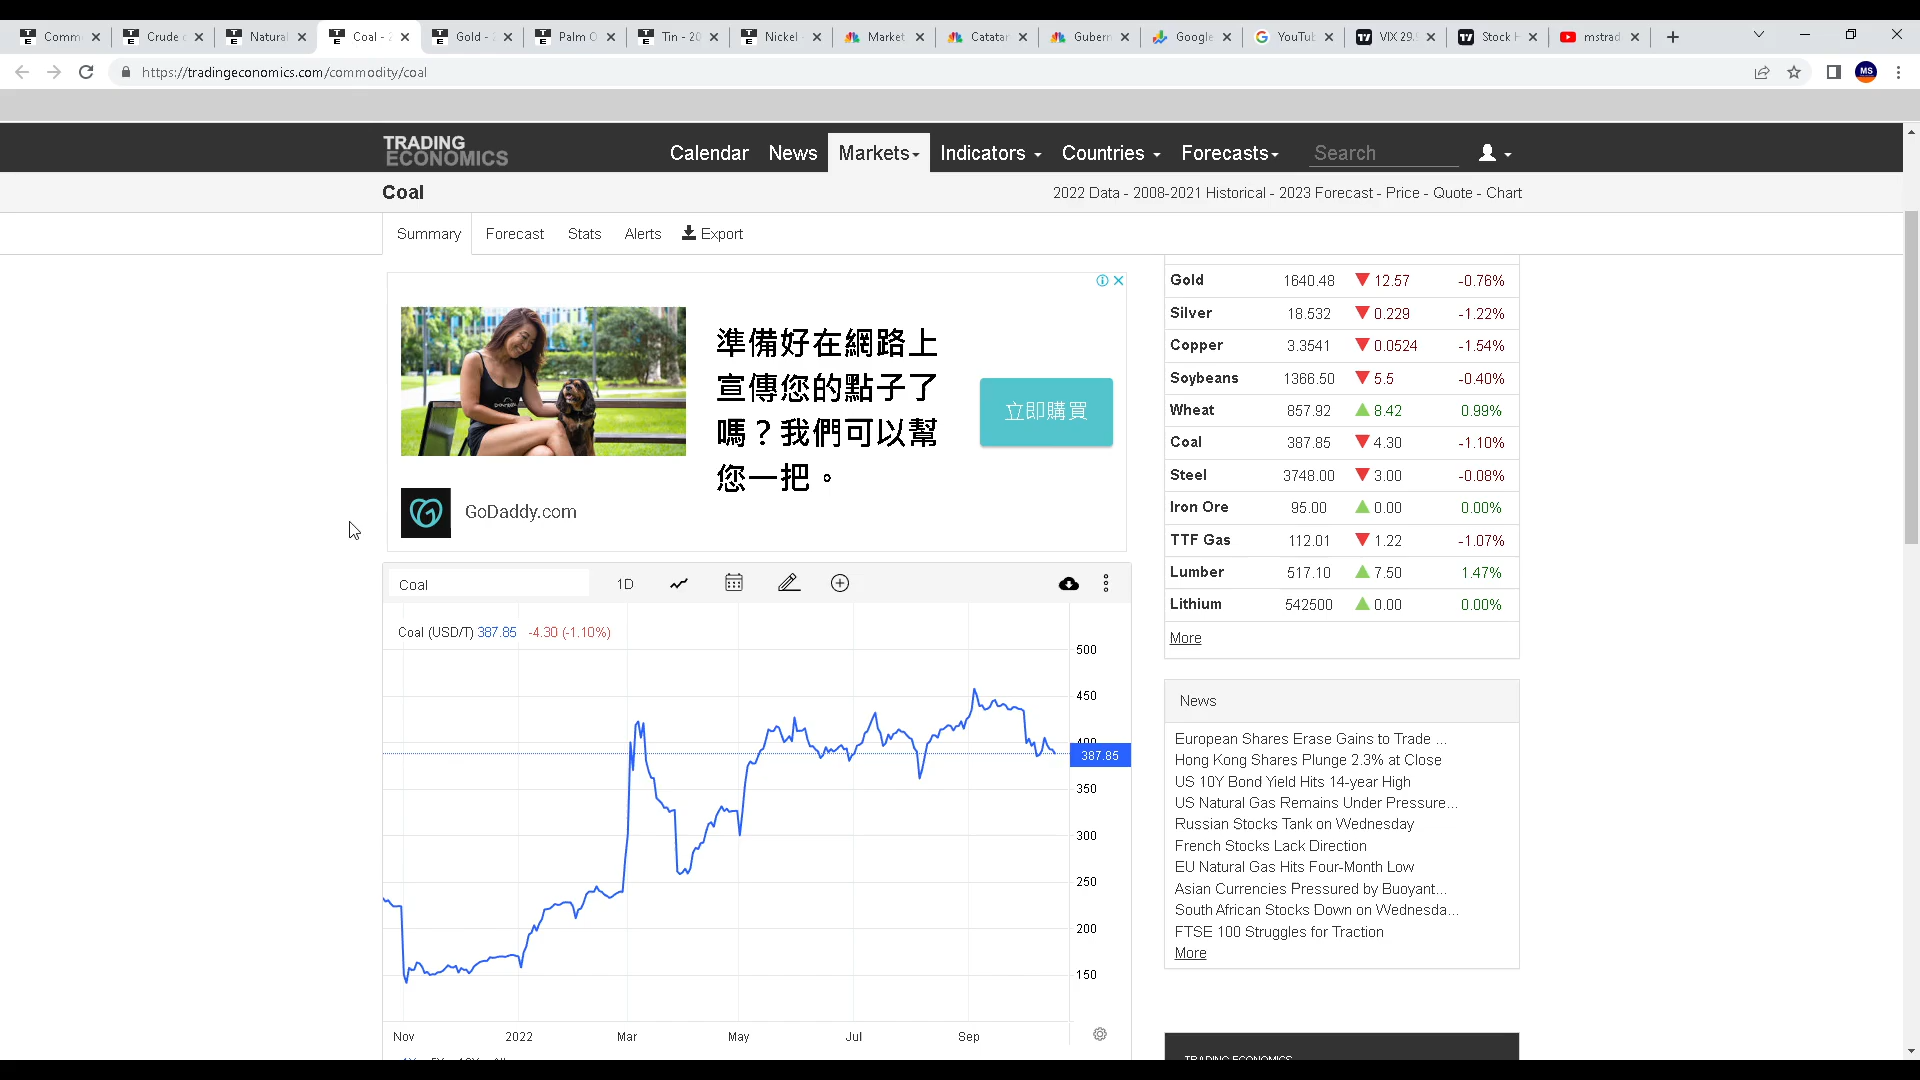 Comm
Crude
Natural
Coal - 2
Gold - 2
Palm O
Tin - 20
Nickel
Market
Catatan
Gubern
Google
YouTu
VIX 29.
Stock H
mstrad
https://tradingeconomics.com/commodity/coal
MS
TRADING
ECONOMICS
Calendar
News
Markets
Indicators
Countries
Forecasts
Search
Coal
2022 Data - 2008-2021 Historical - 2023 Forecast - Price - Quote - Chart
Summary
Forecast
Stats
Alerts
Export
準備好在網路上
宣傳您的點子了
嗎？我們可以幫
您一把。
立即購買
GoDaddy.com
Gold 1640.48 12.57 -0.76%
Silver 18.532 0.229 -1.22%
Copper 3.3541 0.0524 -1.54%
Soybeans 1366.50 5.5 -0.40%
Wheat 857.92 8.42 0.99%
Coal 387.85 4.30 -1.10%
Steel 3748.00 3.00 -0.08%
Iron Ore 95.00 0.00 0.00%
TTF Gas 112.01 1.22 -1.07%
Lumber 517.10 7.50 1.47%
Lithium 542500 0.00 0.00%
More
Coal
1D
Coal (USD/T) 387.85 -4.30 (-1.10%)
500
450
400
387.85
350
300
250
200
150
Nov
2022
Mar
May
Jul
Sep
News
European Shares Erase Gains to Trade ...
Hong Kong Shares Plunge 2.3% at Close
US 10Y Bond Yield Hits 14-year High
US Natural Gas Remains Under Pressure...
Russian Stocks Tank on Wednesday
French Stocks Lack Direction
EU Natural Gas Hits Four-Month Low
Asian Currencies Pressured by Buoyant...
South African Stocks Down on Wednesda...
FTSE 100 Struggles for Traction
More
TRADING ECONOMICS